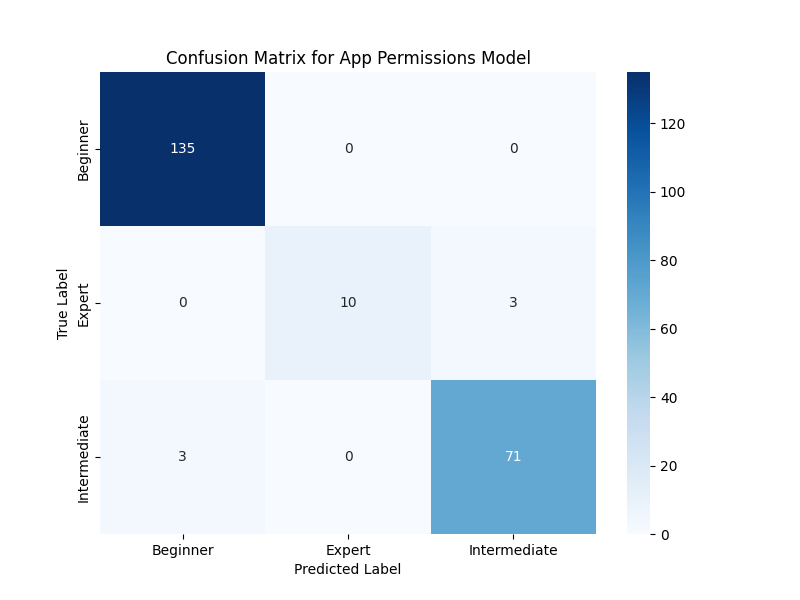 Confusion Matrix for App Permissions Model
True Label
Beginner
135 0 0
Expert
0 10 3
Intermediate
3 0 71
Beginner Expert Intermediate
Predicted Label
120
100
80
60
40
20
0